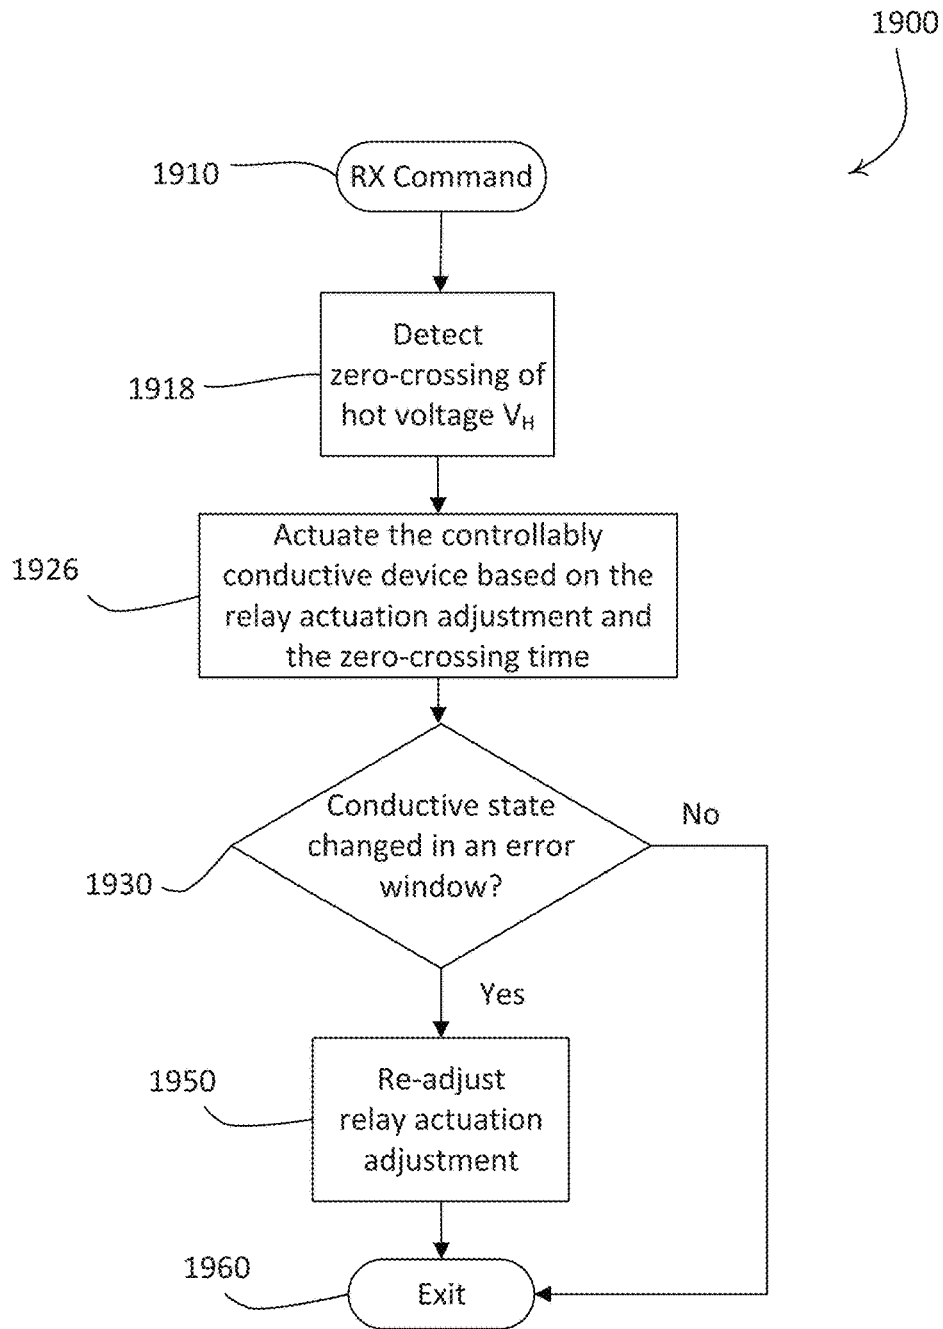 1900
1910
RX Command
Detect
zero-crossing of
hot voltage VH
1918
Actuate the controllably
conductive device based on the
relay actuation adjustment and
the zero-crossing time
1926
Conductive state
changed in an error
window?
No
1930
Yes
Re-adjust
relay actuation
adjustment
1950
1960
Exit